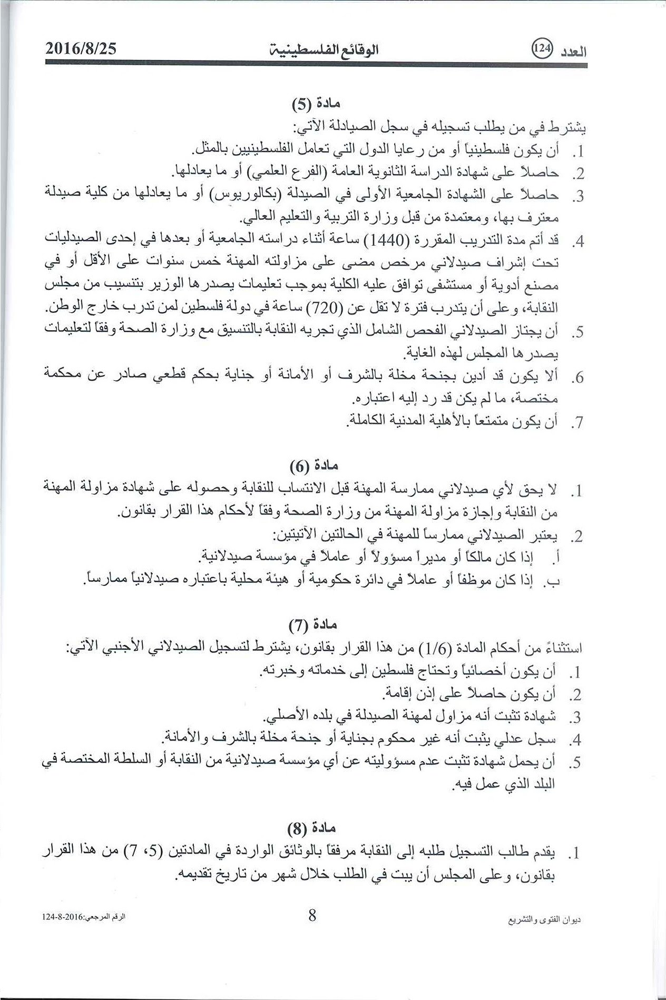 العدد (124) الوقائع الفلسطينية 2016/8/25
مادة (5)
يشترط في من يطلب تسجيله في سجل الصيادلة الآتي:
1. أن يكون فلسطينياً أو من رعايا الدول التي تعامل الفلسطينيين بالمثل.
2. حاصلاً على شهادة الدراسة الثانوية العامة (الفرع العلمي) أو ما يعادلها.
3. حاصلاً على الشهادة الجامعية الأولى في الصيدلة (بكالوريوس) أو ما يعادلها من كلية صيدلة
معترف بها، ومعتمدة من قبل وزارة التربية والتعليم العالي.
4. قد أتم مدة التدريب المقررة (1440) ساعة أثناء دراسته الجامعية أو بعدها في إحدى الصيدليات
تحت إشراف صيدلاني مرخص مضى على مزاولته المهنة خمس سنوات على الأقل أو في
مصنع أدوية أو مستشفى توافق عليه الكلية بموجب تعليمات يصدرها الوزير بتنسيب من مجلس
النقابة، وعلى أن يتدرب فترة لا تقل عن (720) ساعة في دولة فلسطين لمن تدرب خارج الوطن.
5. أن يجتاز الصيدلاني الفحص الشامل الذي تجريه النقابة بالتنسيق مع وزارة الصحة وفقاً لتعليمات
يصدرها المجلس لهذه الغاية.
6. ألا يكون قد أدين بجنحة مخلة بالشرف أو الأمانة أو جناية بحكم قطعي صادر عن محكمة
مختصة، ما لم يكن قد رد إليه اعتباره.
7. أن يكون متمتعاً بالأهلية المدنية الكاملة.
مادة (6)
1. لا يحق لأي صيدلاني ممارسة المهنة قبل الانتساب للنقابة وحصوله على شهادة مزاولة المهنة
من النقابة وإجازة مزاولة المهنة من وزارة الصحة وفقاً لأحكام هذا القرار بقانون.
2. يعتبر الصيدلاني ممارساً للمهنة في الحالتين الآتيتين:
أ. إذا كان مالكاً أو مديراً مسؤولاً أو عاملاً في مؤسسة صيدلانية.
ب. إذا كان موظفاً أو عاملاً في دائرة حكومية أو هيئة محلية باعتباره صيدلانياً ممارساً.
مادة (7)
استثناءً من أحكام المادة (1/6) من هذا القرار بقانون، يشترط لتسجيل الصيدلاني الأجنبي الآتي:
1. أن يكون أخصائياً وتحتاج فلسطين إلى خدماته وخبرته.
2. أن يكون حاصلاً على إذن إقامة.
3. شهادة تثبت أنه مزاول لمهنة الصيدلة في بلده الأصلي.
4. سجل عدلي يثبت أنه غير محكوم بجناية أو جنحة مخلة بالشرف والأمانة.
5. أن يحمل شهادة تثبت عدم مسؤوليته عن أي مؤسسة صيدلانية من النقابة أو السلطة المختصة في
البلد الذي عمل فيه.
مادة (8)
1. يقدم طالب التسجيل طلبه إلى النقابة مرفقاً بالوثائق الواردة في المادتين (5، 7) من هذا القرار
بقانون، وعلى المجلس أن يبت في الطلب خلال شهر من تاريخ تقديمه.
ديوان الفتوى والتشريع 8 الرقم المرجعي:2016-8-124